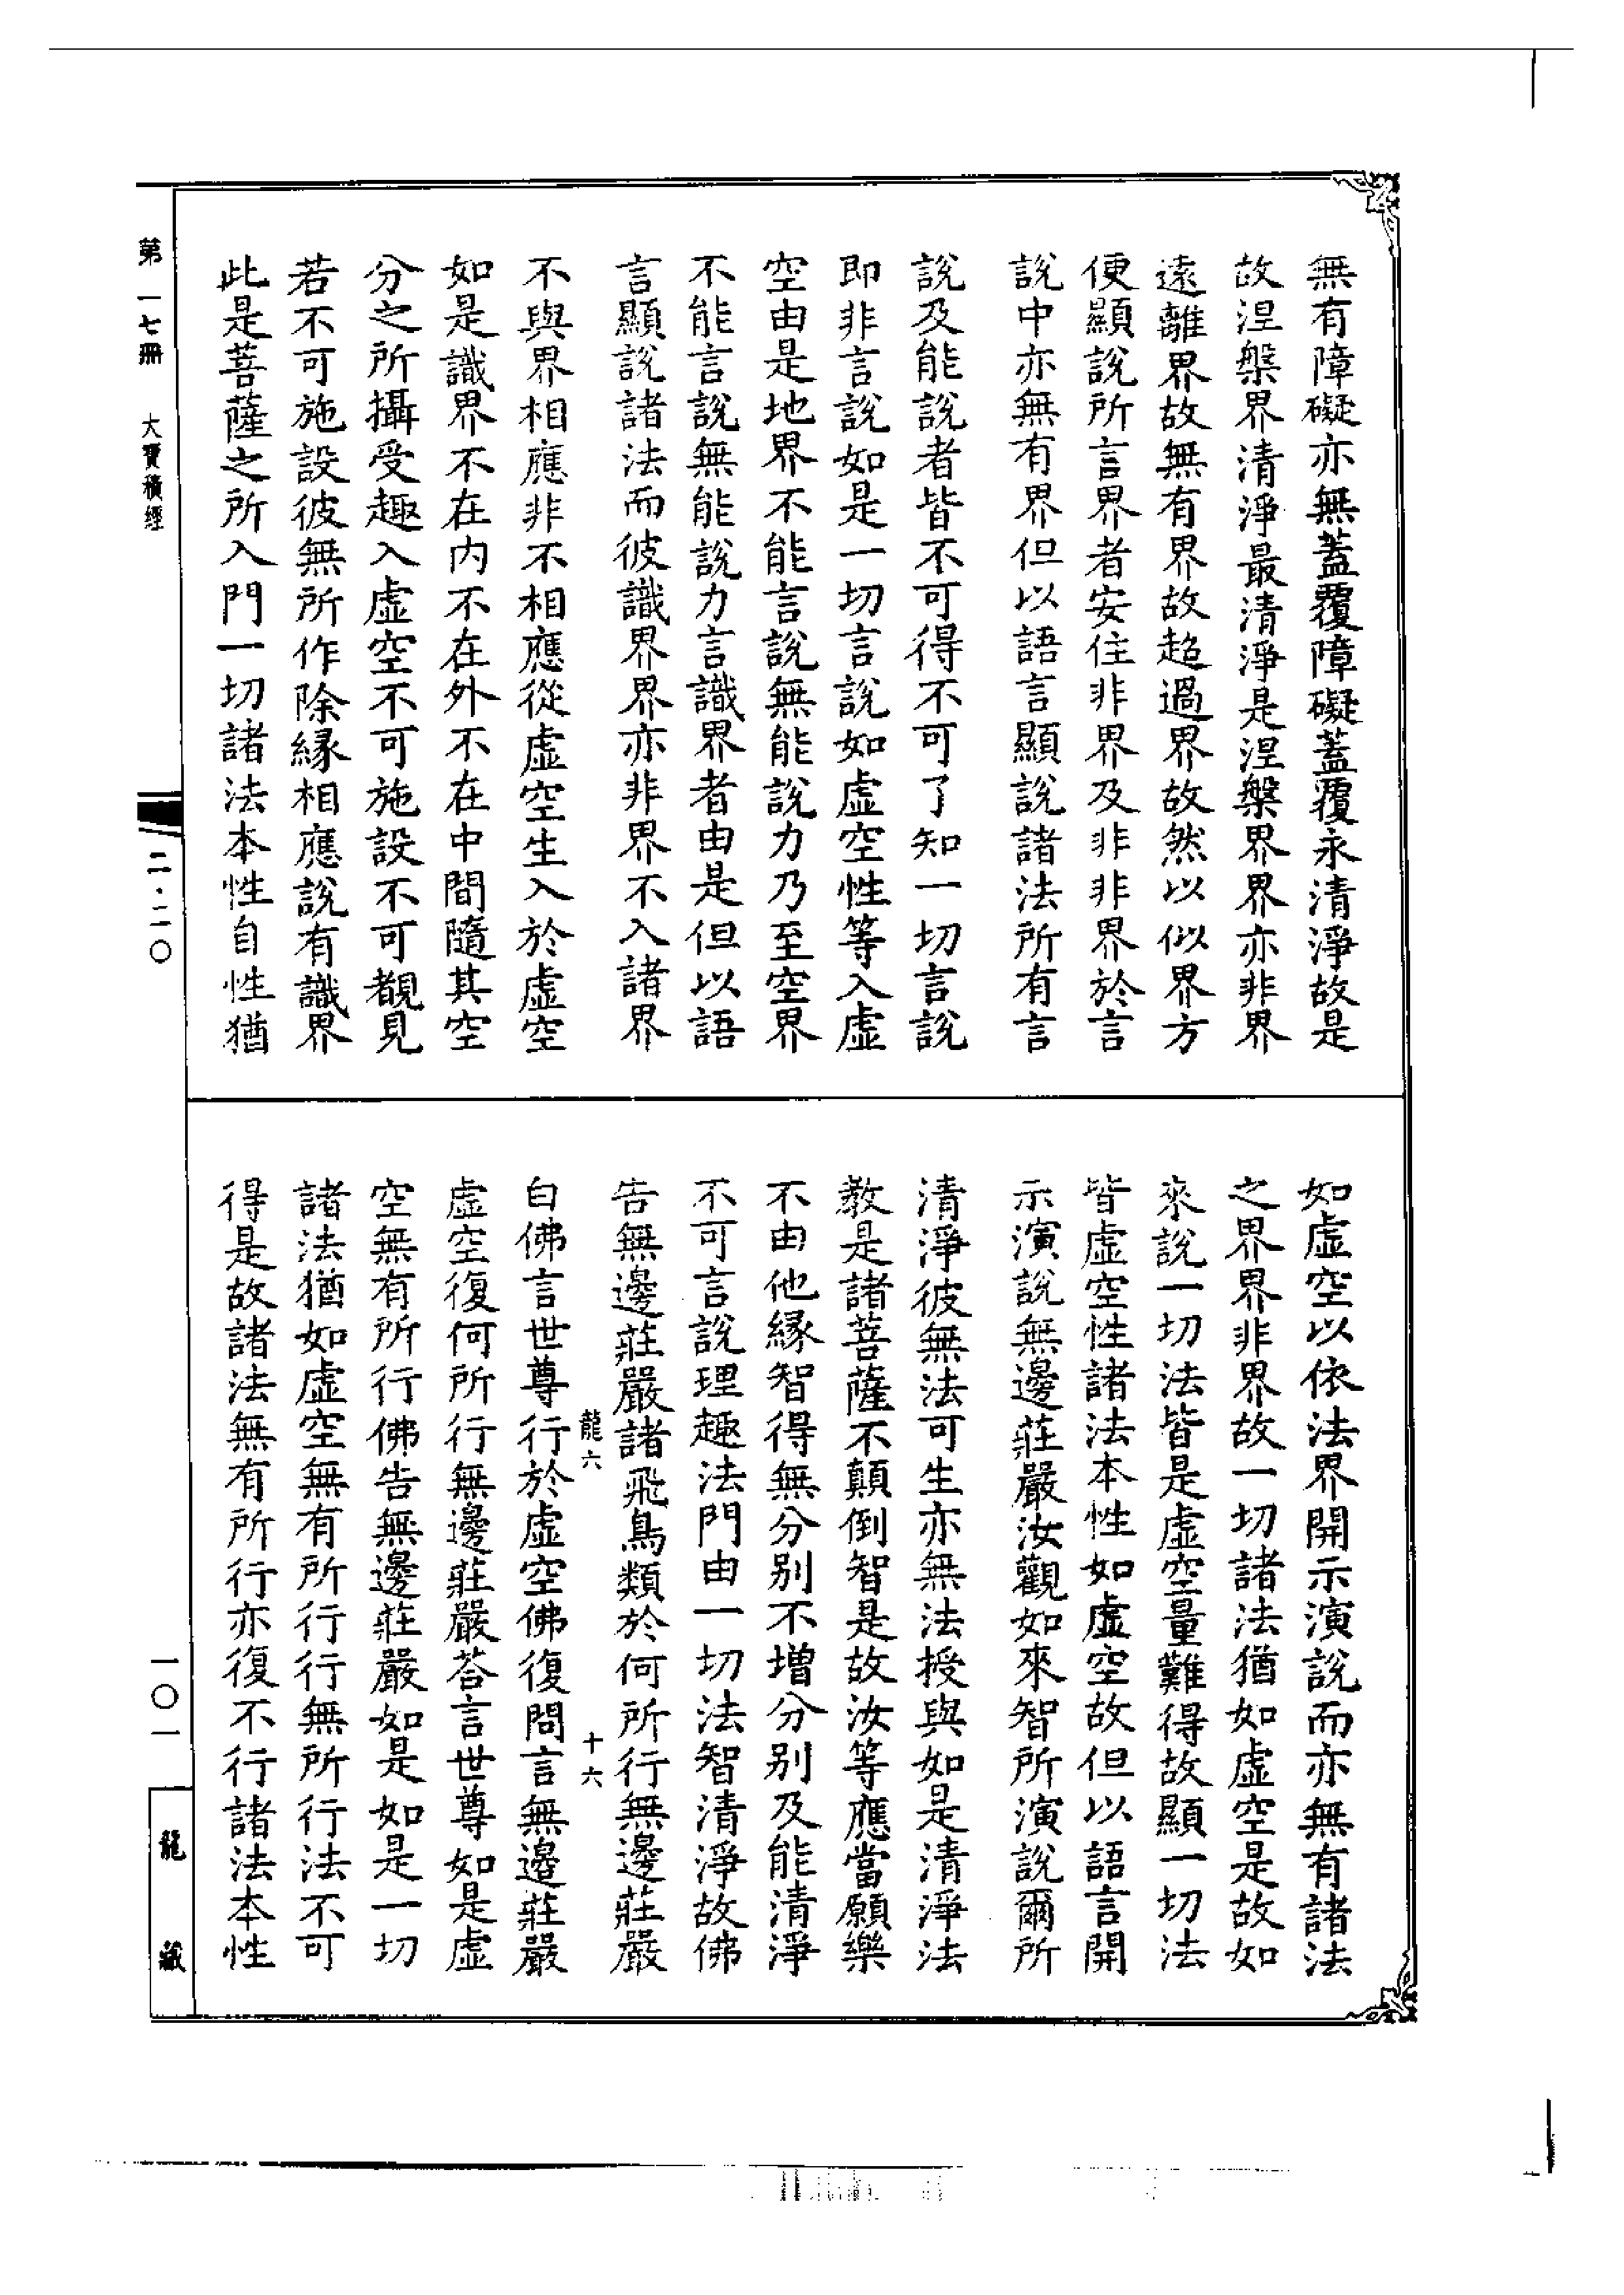 無有障礙亦無蓋覆障礙蓋覆永清淨故是
故涅槃界清淨最清淨是涅槃界界亦非界
遠離界故無有界故超過界故然以似界方
便顯說所言界者安住非界及非非界於言
說中亦無有界但以語言顯說諸法所有言
說及能說者皆不可得不可了知一切言說
即非言說如是一切言說如虛空性等入虛
空由是地界不能言說無能說力乃至空界
不能言說無能說力言識界者由是但以語
言顯說諸法而彼識界界亦非界不入諸界
不與界相應非不相應從虛空生入於虛空
如是識界不在内不在外不在中間隨其空
分之所攝受趣入虛空不可施設不可覩見
若不可施設彼無所作除緣相應說有識界
此是菩薩之所入門一切諸法本性自性猶
如虛空以依法界開示演說而亦無有諸法
之界界非界故一切諸法猶如虛空是故如
來說一切法皆是虛空量難得故顯一切法
皆虛空性諸法本性如虛空故但以語言開
示演說無邊莊嚴汝觀如來智所演說爾所
清淨彼無法可生亦無法授與如是清淨法
教是諸菩薩不顛倒智是故汝等應當願樂
不由他緣智得無分别不增分别及能清淨
不可言說理趣法門由一切法智清淨故佛
告無邊莊嚴諸飛鳥類於何所行無邊莊嚴
龍六 十六
白佛言世尊行於虛空佛復問言無邊莊嚴
虛空復何所行無邊莊嚴荅言世尊如是虛
空無有所行佛告無邊莊嚴如是如是一切
諸法猶如虛空無有所行行無所行法不可
得是故諸法無有所行亦復不行諸法本性
第一七冊 大寶積經
二·二〇
一〇一
龍藏